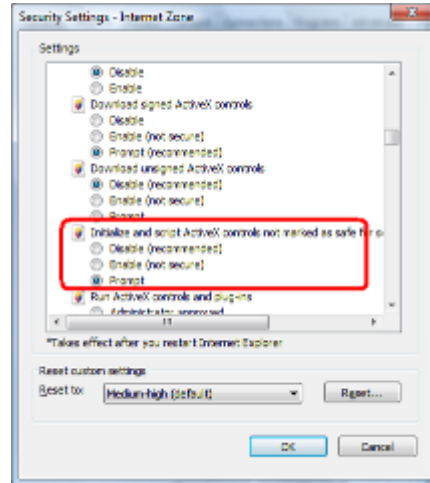 Security Settings - Internet Zone
Settings
Disable
Enable
Download signed ActiveX controls
Disable
Enable (not secure)
Prompt (recommended)
Download unsigned ActiveX controls
Disable (recommended)
Enable (not secure)
Prompt
Initialize and script ActiveX controls not marked as safe for s
Disable (recommended)
Enable (not secure)
Prompt
Run ActiveX controls and plug-ins
Administrator approved
*Takes effect after you restart Internet Explorer
Reset custom settings
Reset to:
Medium-high (default)
Reset...
OK
Cancel